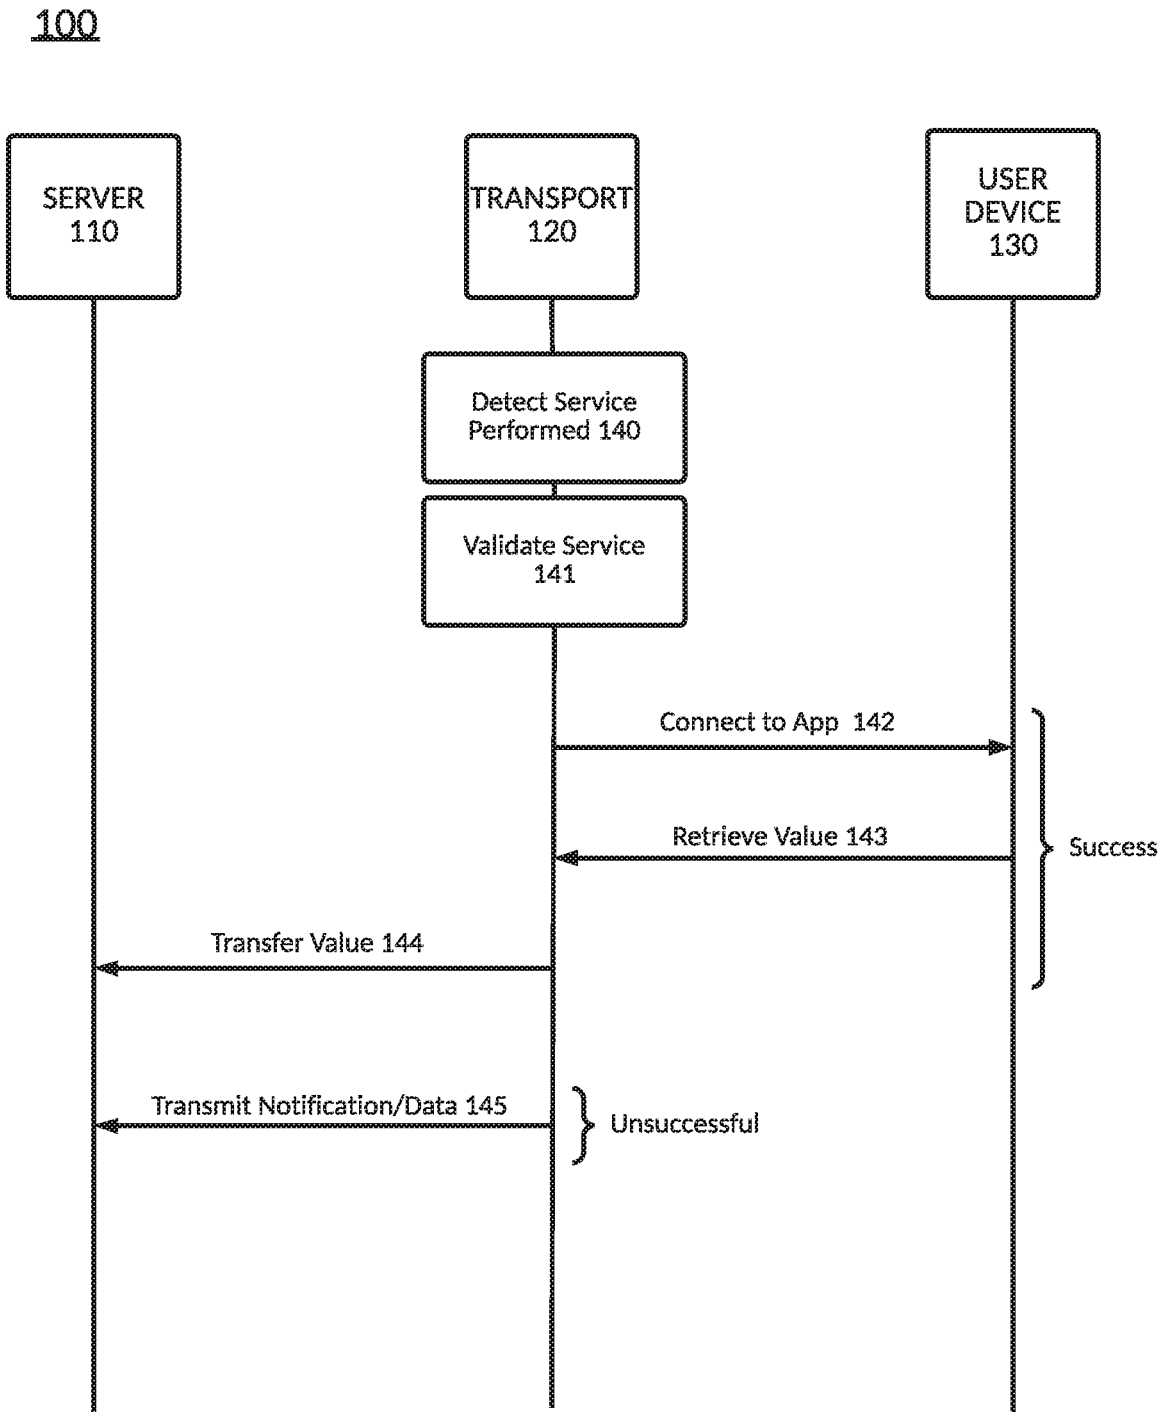 100
SERVER
110
TRANSPORT
120
USER
DEVICE
130
Detect Service
Performed 140
Validate Service
141
Connect to App 142
Retrieve Value 143
Success
Transfer Value 144
Transmit Notification/Data 145
Unsuccessful